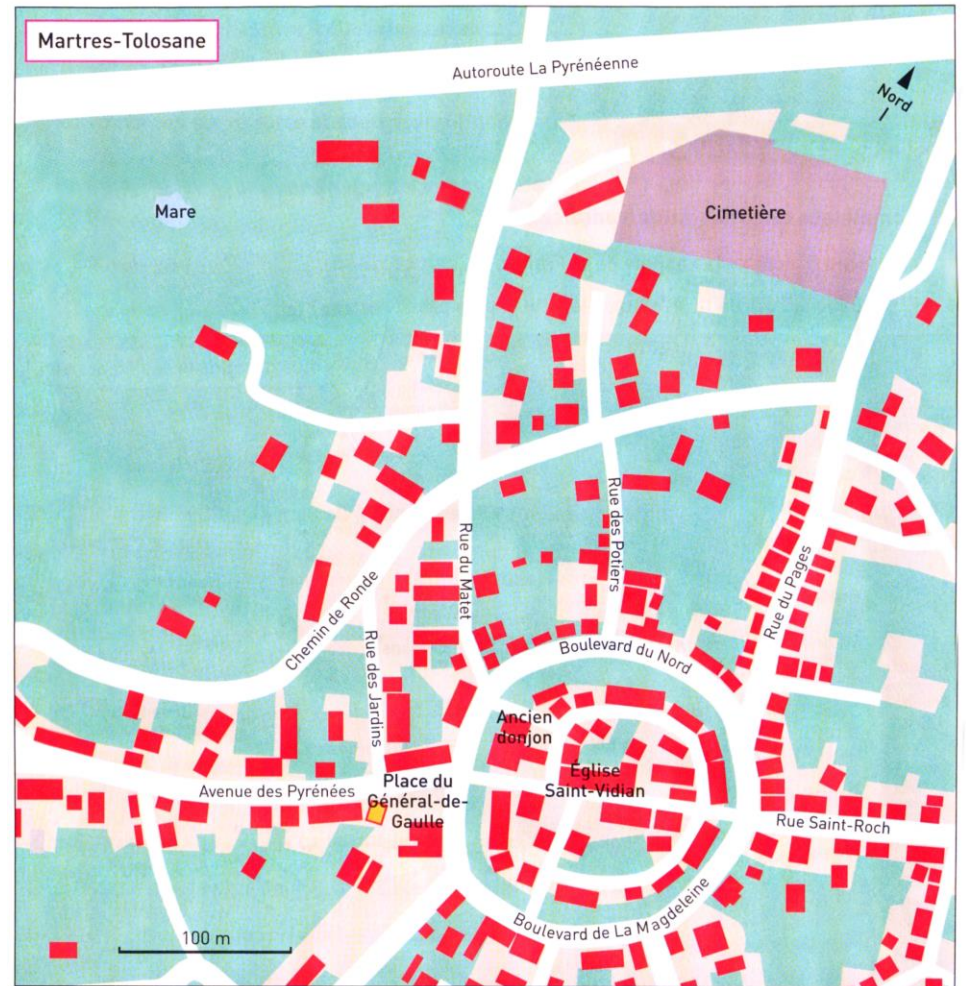 Martres-Tolosane
Autoroute La Pyrénéenne
Nord
Mare
Cimetière
Rue des Potiers
Rue du Matet
Rue du Pages
Chemin de Ronde
Rue des Jardins
Boulevard du Nord
Ancien
donjon
Église
Saint-Vidian
Place du
Général-de-
Gaulle
Avenue des Pyrénées
Rue Saint-Roch
Boulevard de La Magdeleine
100 m